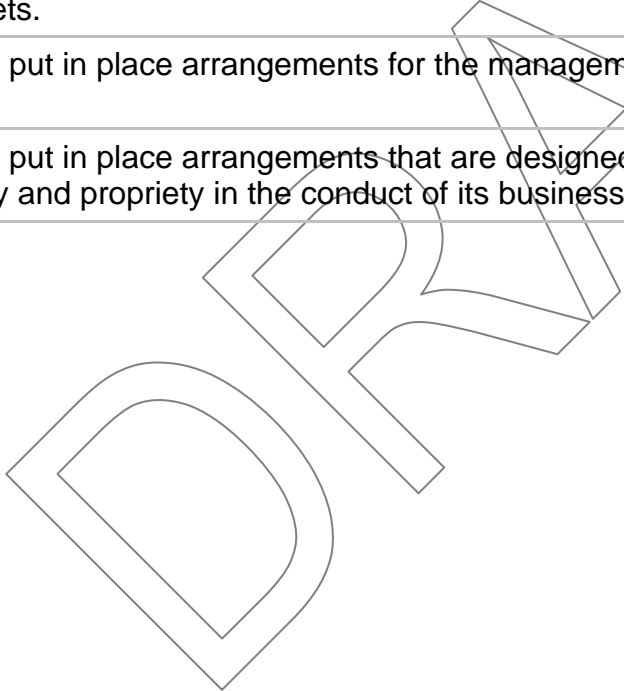 ets.
put in place arrangements for the managem
put in place arrangements that are designed
y and propriety in the conduct of its business
DRA